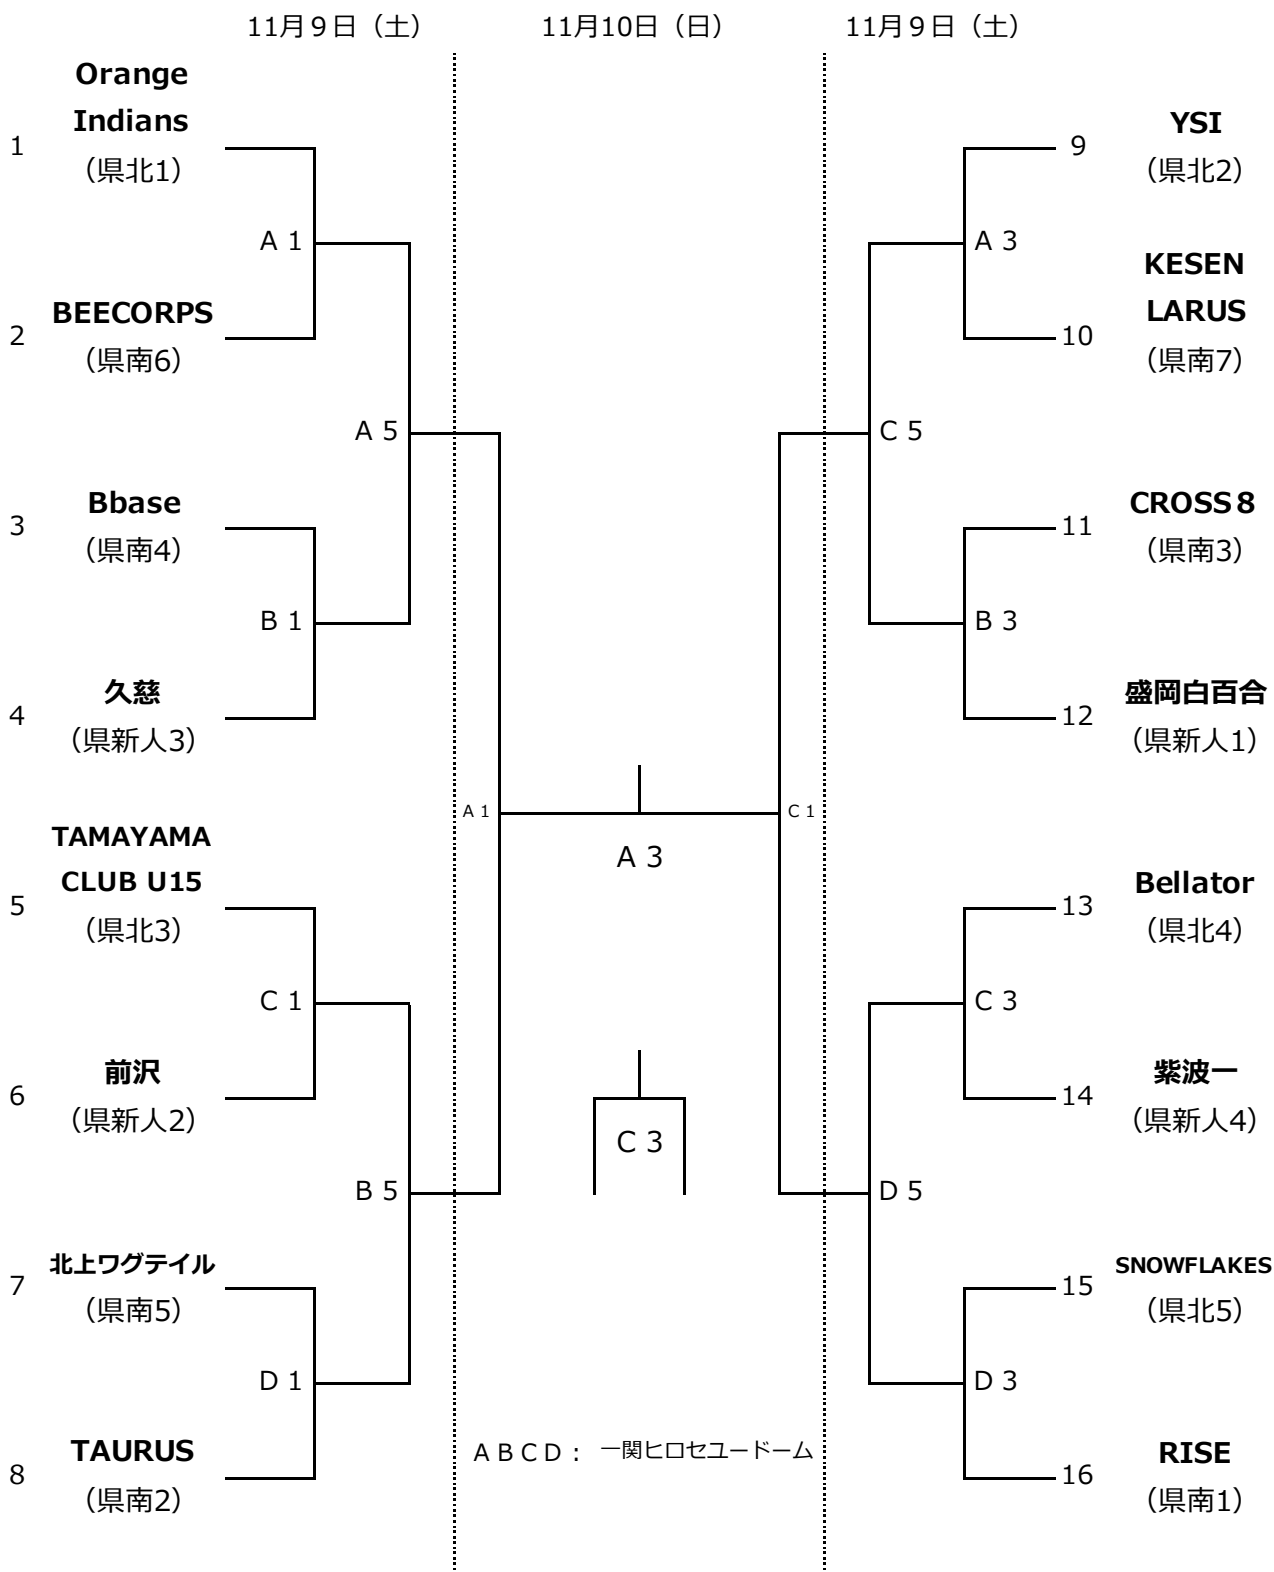 11月９日（土）
11月10日（日）
11月９日（土）
1
Orange
Indians
（県北1）
A 1
2
BEECORPS
（県南6）
A 5
3
Bbase
（県南4）
B 1
4
久慈
（県新人3）
A 1
5
TAMAYAMA
CLUB U15
（県北3）
C 1
6
前沢
（県新人2）
B 5
7
北上ワグテイル
（県南5）
D 1
8
TAURUS
（県南2）
A 3
C 3
A B C D： 一関ヒロセユードーム
9
YSI
（県北2）
A 3
10
KESEN
LARUS
（県南7）
C 5
11
CROSS８
（県南3）
B 3
12
盛岡白百合
（県新人1）
C 1
13
Bellator
（県北4）
C 3
14
紫波一
（県新人4）
D 5
15
SNOWFLAKES
（県北5）
D 3
16
RISE
（県南1）